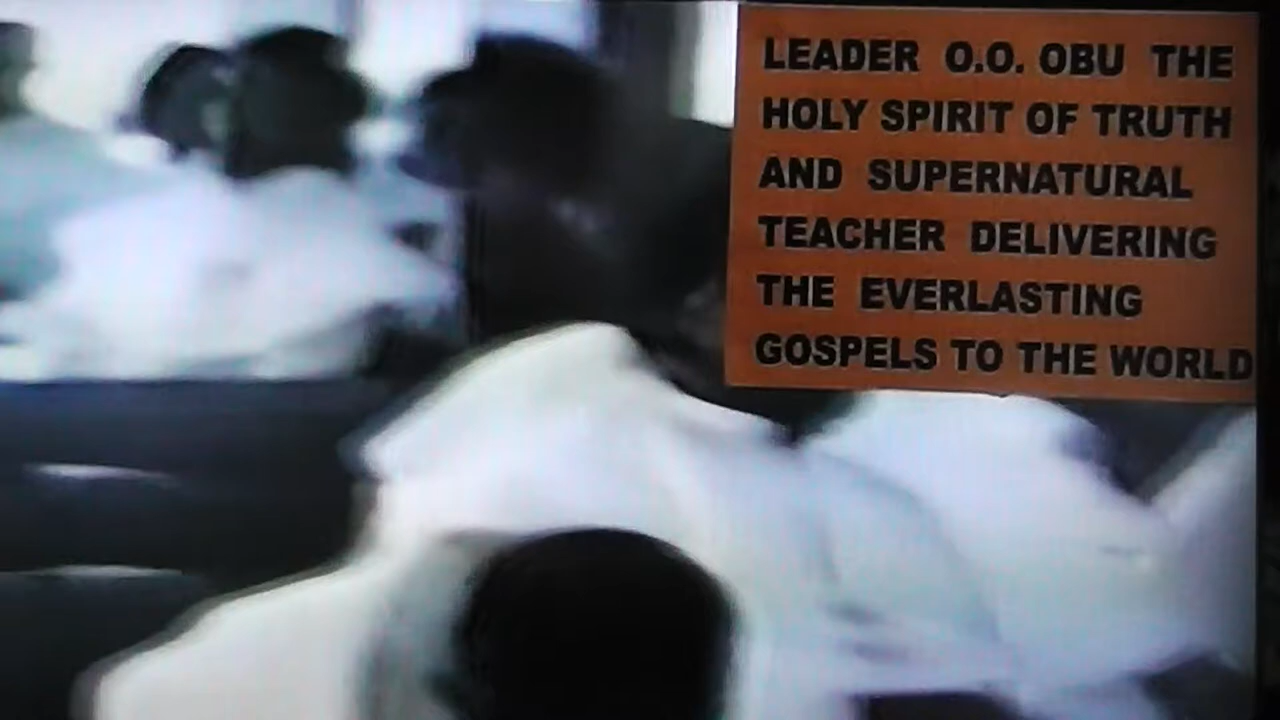 LEADER O.O. OBU THE
HOLY SPIRIT OF TRUTH
AND SUPERNATURAL
TEACHER DELIVERING
THE EVERLASTING
GOSPELS TO THE WORLD